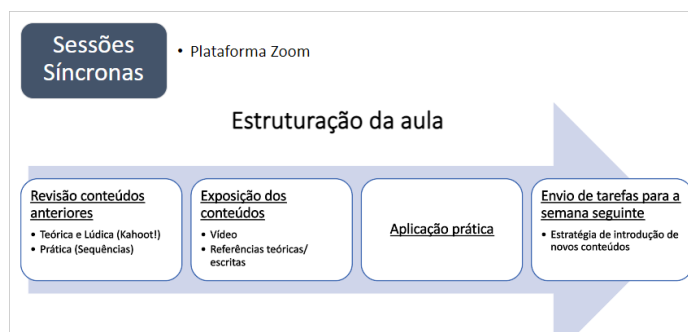 Sessões
Síncronas
• Plataforma Zoom
Estruturação da aula
Revisão conteúdos
anteriores
• Teórica e Lúdica (Kahoot!)
• Prática (Sequências)
Exposição dos
conteúdos
• Vídeo
• Referências teóricas/
escritas
Aplicação prática
Envio de tarefas para a
semana seguinte
• Estratégia de introdução de
novos conteúdos